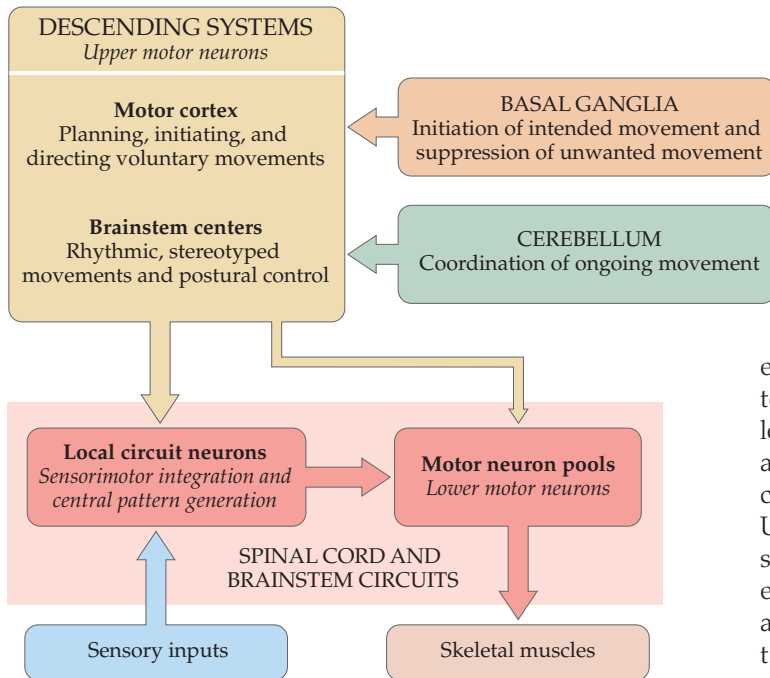 DESCENDING SYSTEMS
Upper motor neurons
Motor cortex
Planning, initiating, and
directing voluntary movements
Brainstem centers
Rhythmic, stereotyped
movements and postural control
BASAL GANGLIA
Initiation of intended movement and
suppression of unwanted movement
CEREBELLUM
Coordination of ongoing movement
Local circuit neurons
Sensorimotor integration and
central pattern generation
Motor neuron pools
Lower motor neurons
SPINAL CORD AND
BRAINSTEM CIRCUITS
Sensory inputs
Skeletal muscles